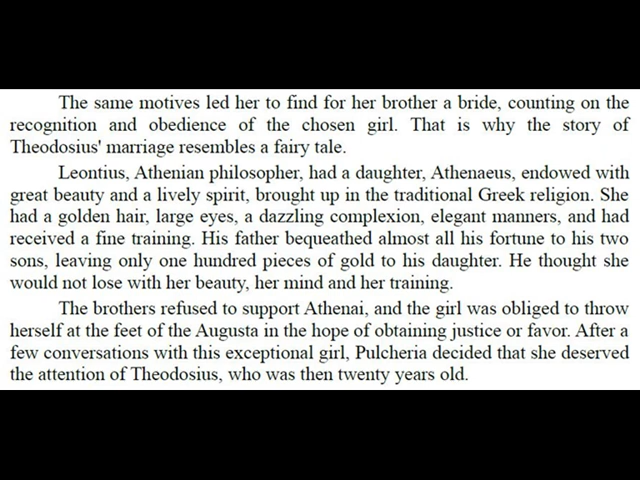 The same motives led her to find for her brother a bride, counting on the
recognition and obedience of the chosen girl. That is why the story of
Theodosius' marriage resembles a fairy tale.
Leontius, Athenian philosopher, had a daughter, Athenaeus, endowed with
great beauty and a lively spirit, brought up in the traditional Greek religion. She
had a golden hair, large eyes, a dazzling complexion, elegant manners, and had
received a fine training. His father bequeathed almost all his fortune to his two
sons, leaving only one hundred pieces of gold to his daughter. He thought she
would not lose with her beauty, her mind and her training.
The brothers refused to support Athenai, and the girl was obliged to throw
herself at the feet of the Augusta in the hope of obtaining justice or favor. After a
few conversations with this exceptional girl, Pulcheria decided that she deserved
the attention of Theodosius, who was then twenty years old.